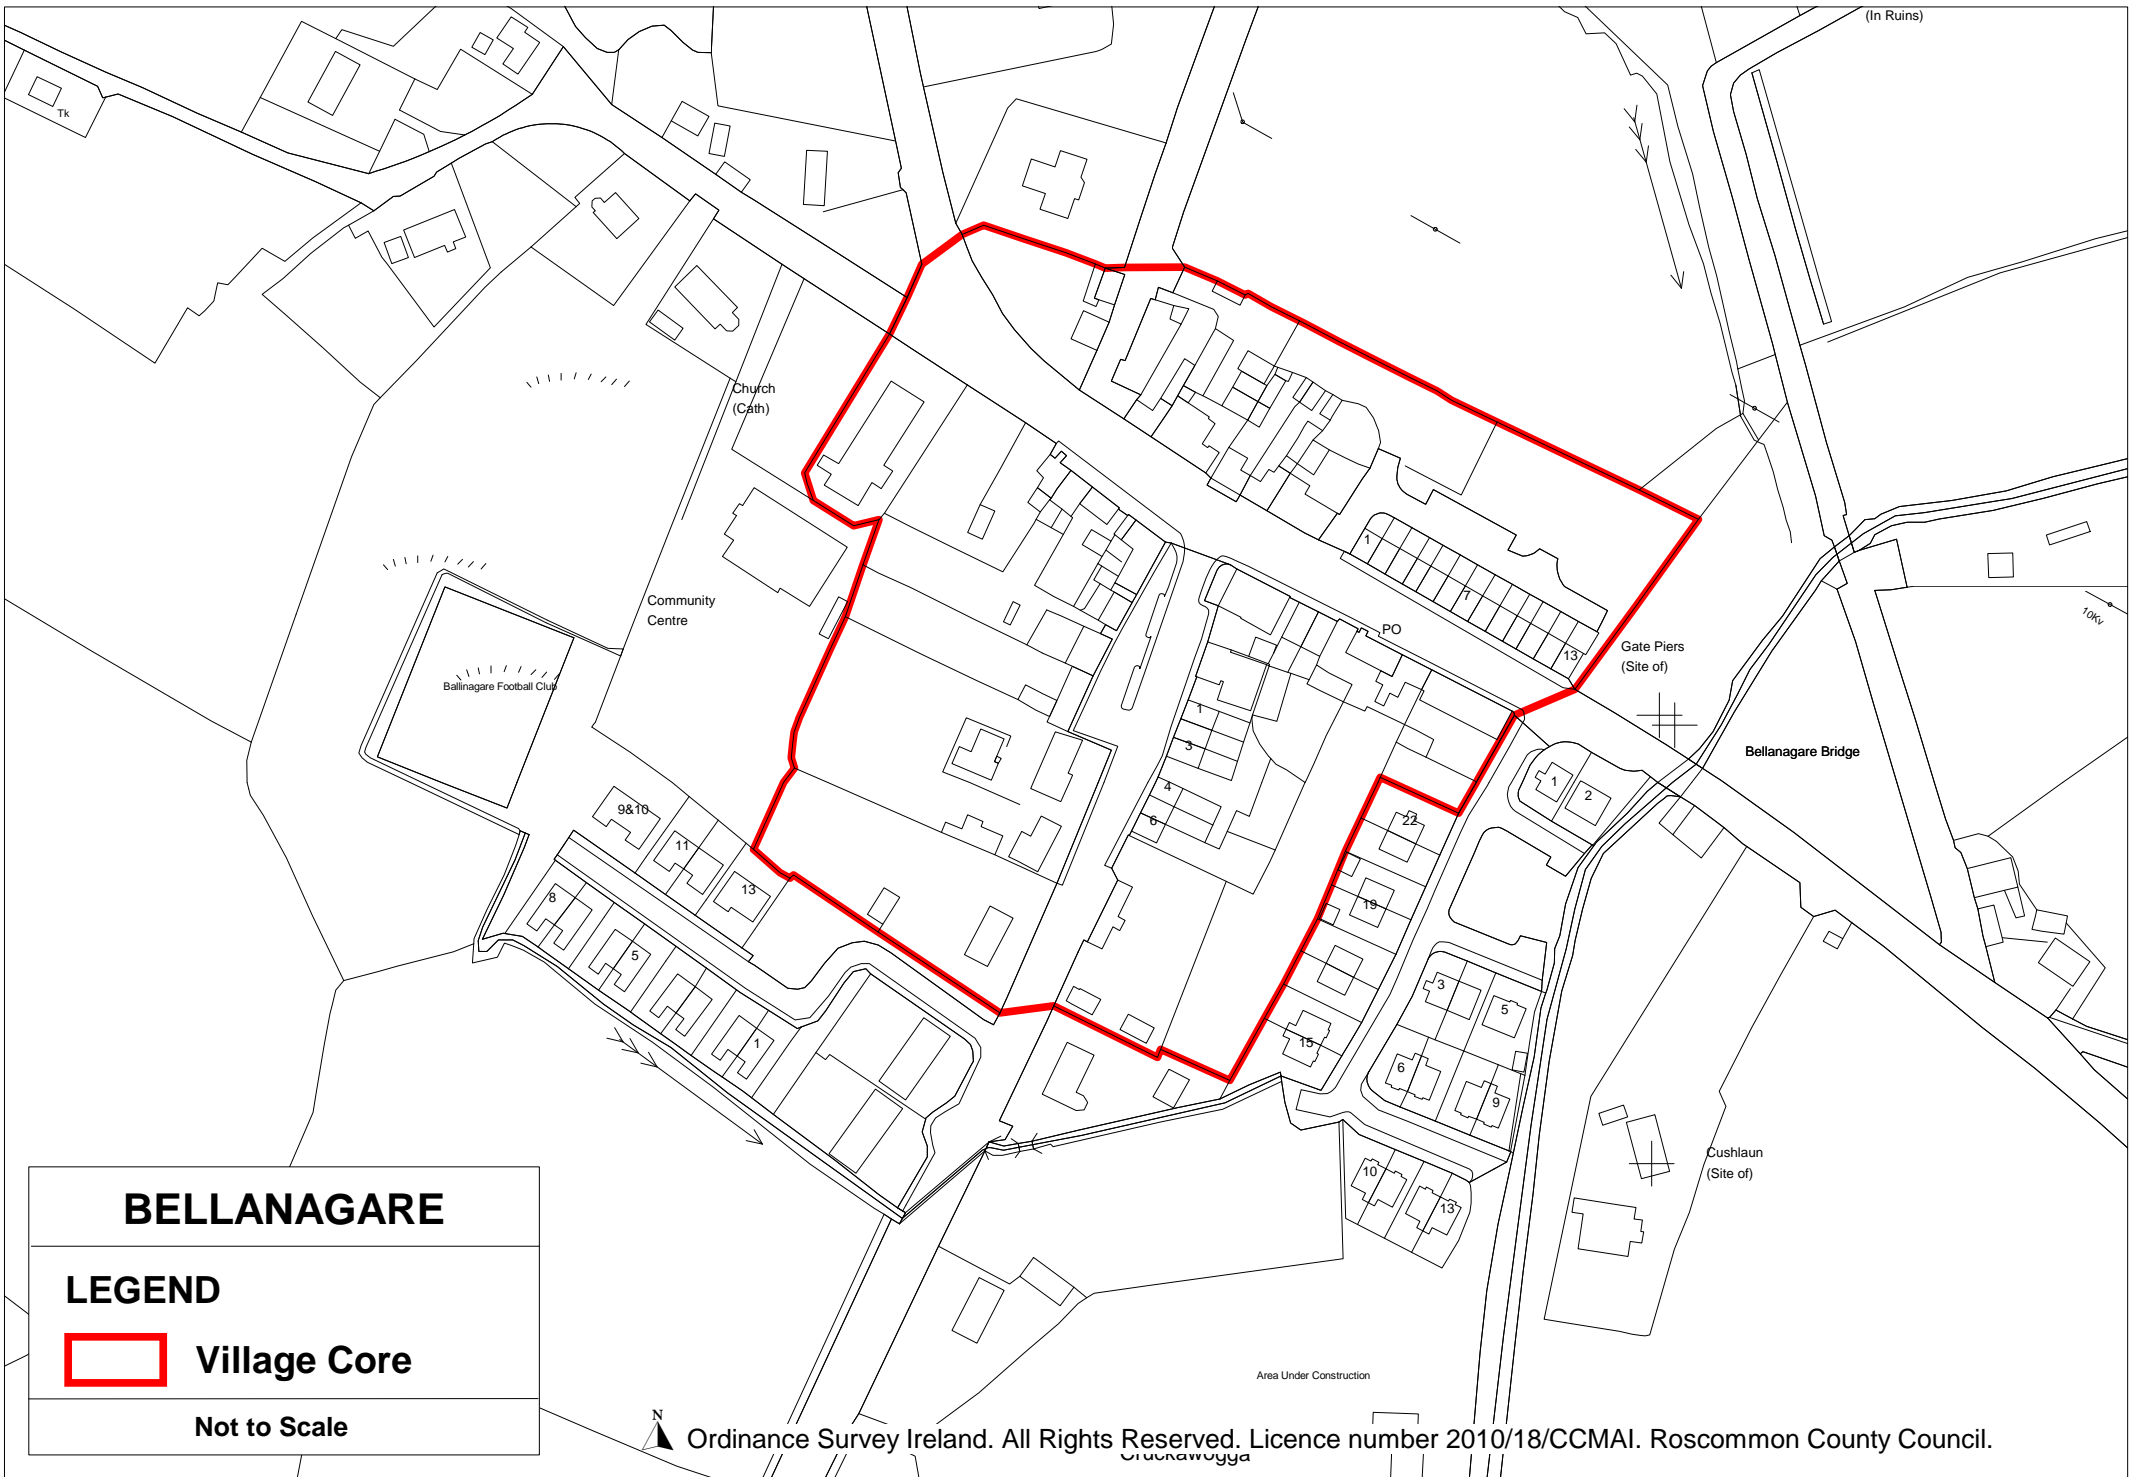 (In Ruins)
Tk
Church
(Cath)
1
7
Community
Centre
PO
13
Gate Piers
(Site of)
10Kv
Ballinagare Football Club
1
3
4
6
Bellanagare Bridge
1
2
9&10
11
13
22
19
15
8
5
1
3
5
6
9
10
13
Cushlaun
(Site of)
BELLANAGARE
LEGEND
Village Core
Not to Scale
Area Under Construction
N
Ordinance Survey Ireland. All Rights Reserved. Licence number 2010/18/CCMAI. Roscommon County Council.
Cruckawogga